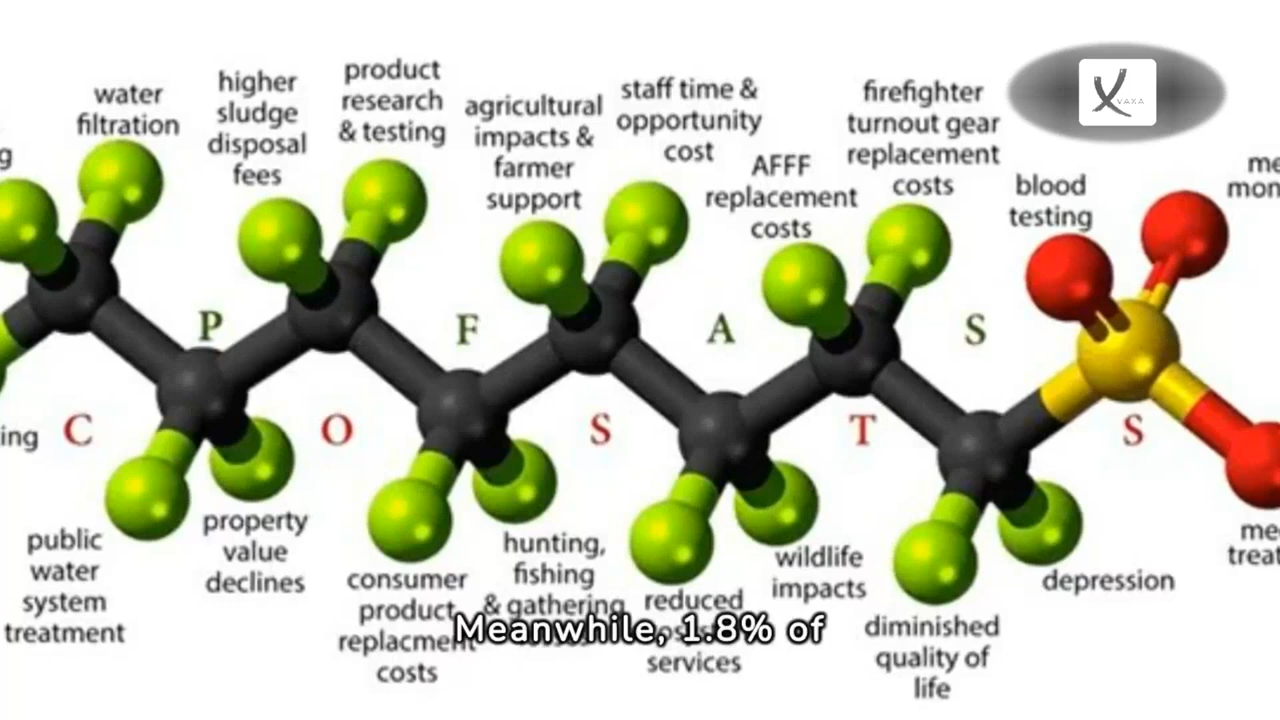 water
filtration
higher
sludge
disposal
fees
product
research
& testing
agricultural
impacts &
farmer
support
staff time &
opportunity
cost
AFFF
replacement
costs
firefighter
turnout gear
replacement
costs
blood
testing
VAXA
P F A S
C O S T S
public
water
system
treatment
property
value
declines
consumer
product
replacment
costs
hunting,
fishing
& gathering
reduced
services
wildlife
impacts
diminished
quality of
life
depression
Meanwhile, 1.8% of